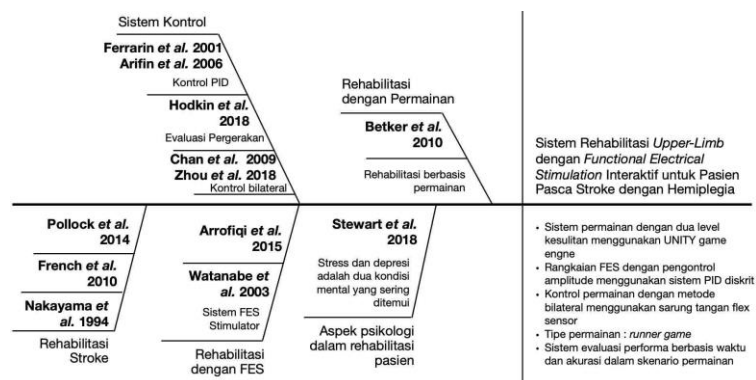 Sistem Kontrol
Ferrarin et al. 2001
Arifin et al. 2006
Kontrol PID
Hodkin et al.
2018
Evaluasi Pergerakan
Chan et al. 2009
Zhou et al. 2018
Kontrol bilateral
Rehabilitasi
dengan Permainan
Betker et al.
2010
Rehabilitasi berbasis
permainan
Pollock et al.
2014
French et al.
2010
Nakayama et
al. 1994
Rehabilitasi
Stroke
Arrofiqi et al.
2015
Watanabe et
al. 2003
Sistem FES
Stimulator
Rehabilitasi
dengan FES
Stewart et al.
2018
Stress dan depresi
adalah dua kondisi
mental yang sering
ditemui
Aspek psikologi
dalam rehabilitasi
pasien
Sistem Rehabilitasi Upper-Limb
dengan Functional Electrical
Stimulation Interaktif untuk Pasien
Pasca Stroke dengan Hemiplegia
• Sistem permainan dengan dua level
kesulitan menggunakan UNITY game
engne
• Rangkaian FES dengan pengontrol
amplitude menggunakan sistem PID diskrit
• Kontrol permainan dengan metode
bilateral menggunakan sarung tangan flex
sensor
• Tipe permainan : runner game
• Sistem evaluasi performa berbasis waktu
dan akurasi dalam skenario permainan